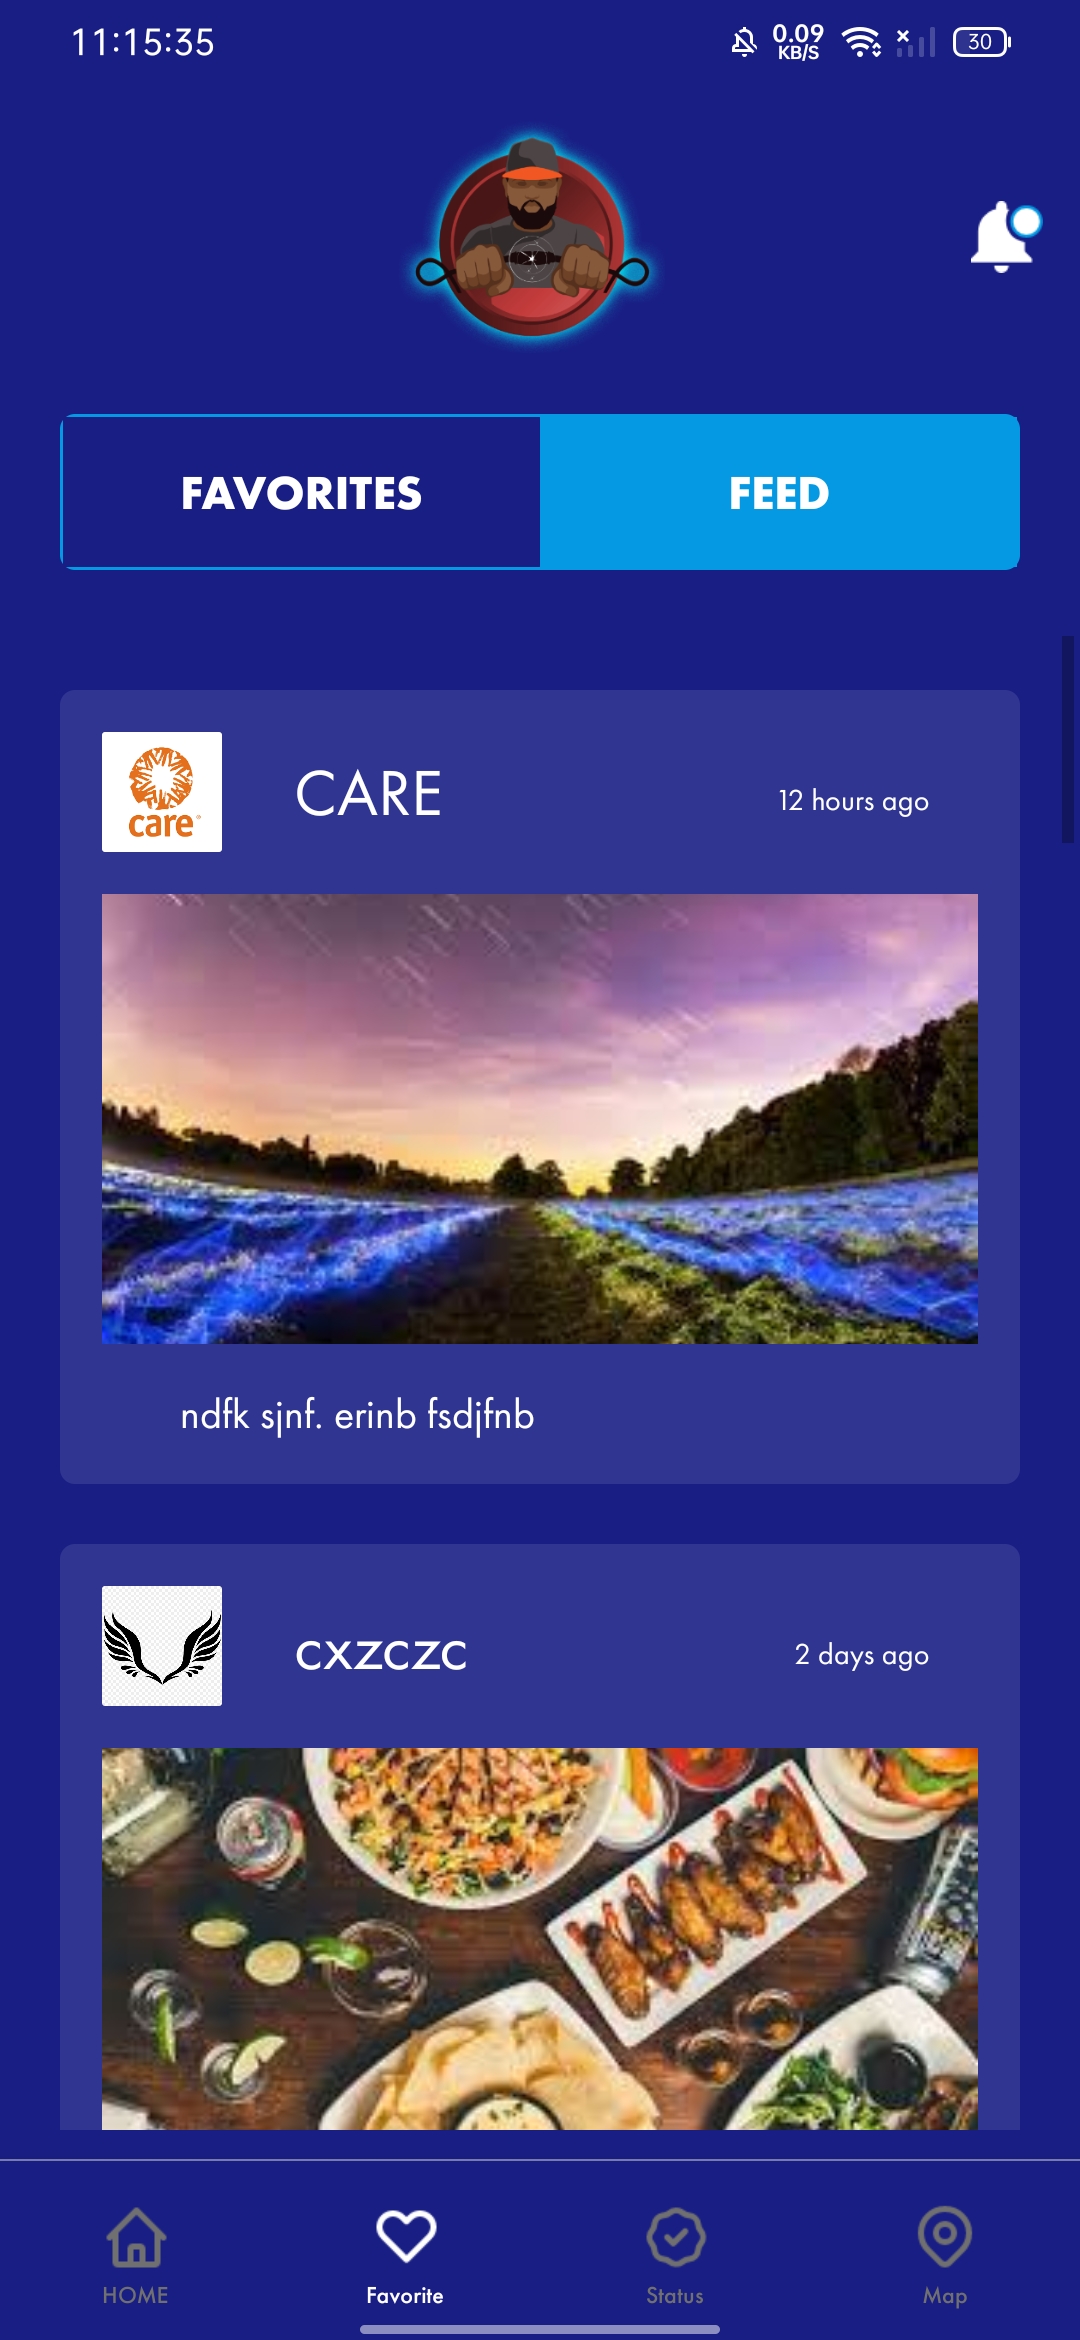 11:15:35
0.09
KB/S
30
FAVORITES
FEED
care
CARE
12 hours ago
ndfk sjnf. erinb fsdjfnb
cxzczc
2 days ago
HOME
Favorite
Status
Map